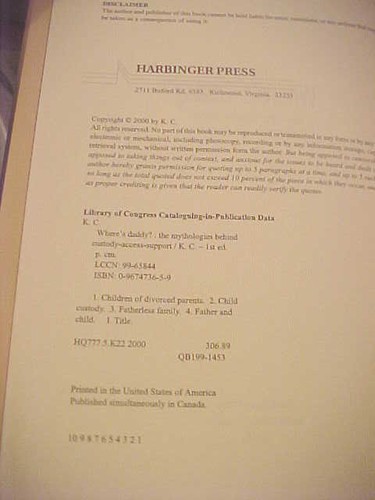 DISCLAIMER
The author and publisher of this book cannot be held liable for
be taken as a consequence of using it.
HARBINGER PRESS
2711 Buford Rd. Richmond, Virginia 23235
Copyright © 2000 by K. C.
All rights reserved. No part of this book may be reproduced or transmitted in any form or by any
electronic or mechanical, including photocopy, recording or by any information storage
retrieval system, without written permission form the author. But being opposed to
opposed to taking things out of context, and anxious for the issues to be heard and
author hereby grants permission for quoting up to 5 paragraphs at a time, and up to
so long as the total quoted does not exceed 10 percent of the piece in which they occur,
as proper crediting is given that the reader can readily verify the quotes.
Library of Congress Cataloguing-in-Publication Data
K. C.
Where's daddy? : the mythologies behind
custody-access-support / K. C. – 1st ed.
p. cm.
LCCN: 99-65844
ISBN: 0-9674736-5-9
1. Children of divorced parents. 2. Child
custody. 3. Fatherless family. 4. Father and
child. I. Title.
HQ777.5.K22 2000 306.89
QB199-1453
Printed in the United States of America
Published simultaneously in Canada.
10 9 8 7 6 5 4 3 2 1